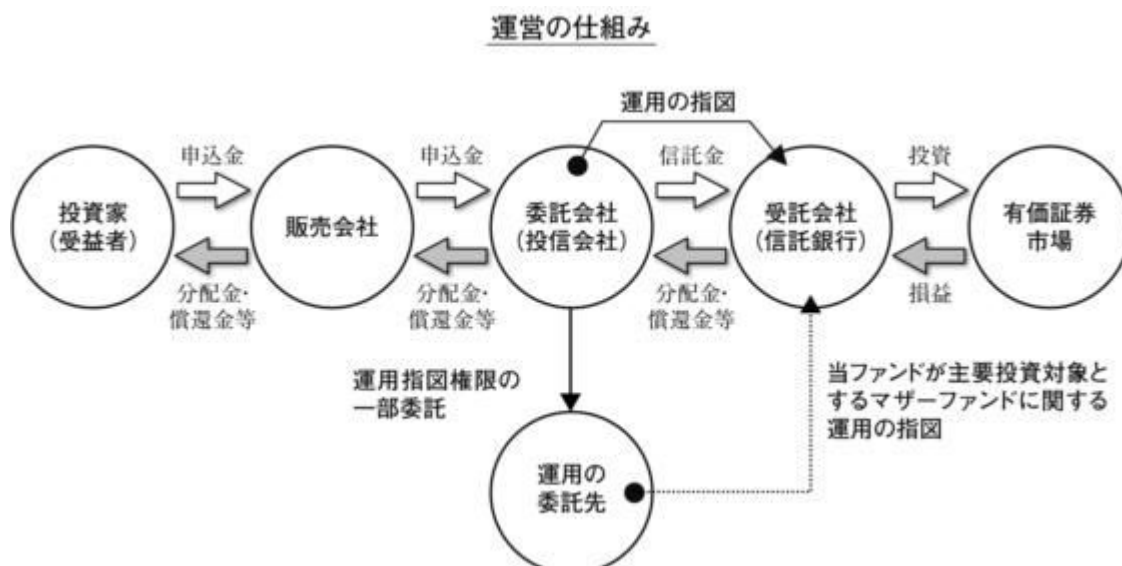 運営の仕組み
運用の指図
申込金
申込金
信託金
投資
投資家
(受益者)
販売会社
委託会社
(投信会社)
受託会社
(信託銀行)
有価証券
市場
分配金・
償還金等
分配金・
償還金等
分配金・
償還金等
損益
運用指図権限の
一部委託
当ファンドが主要投資対象と
するマザーファンドに関する
運用の指図
運用の
委託先